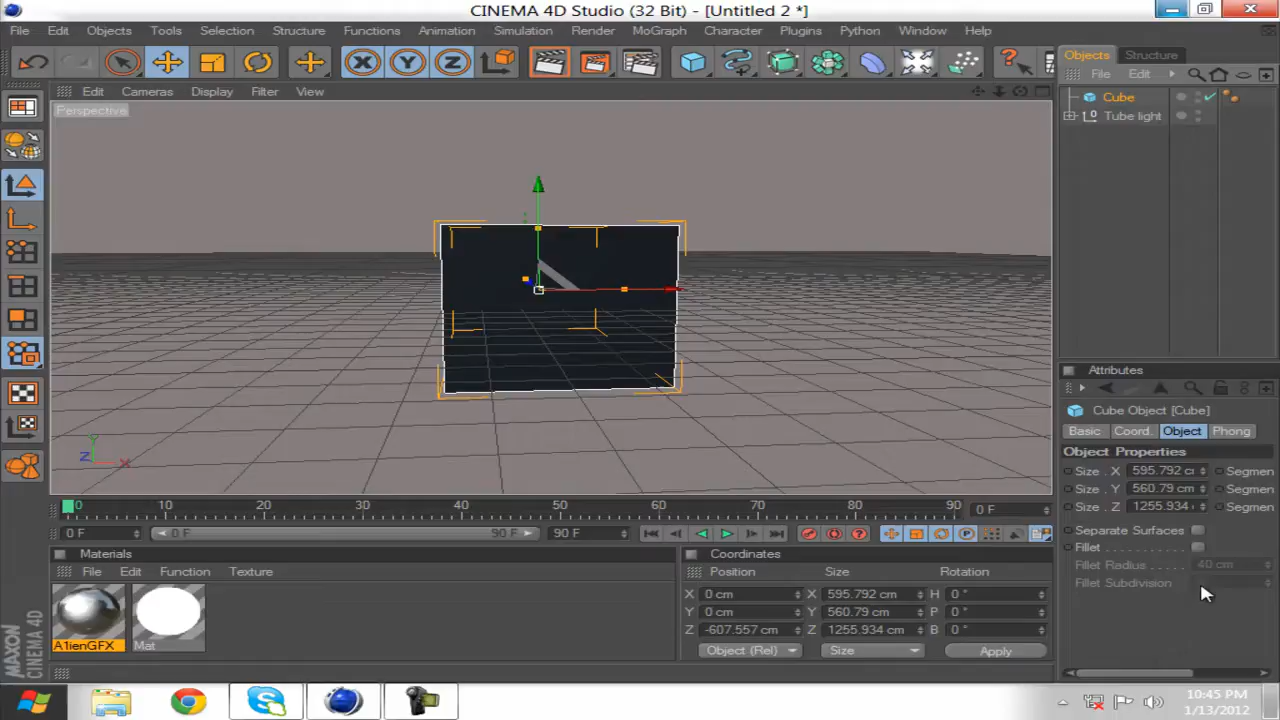 CINEMA 4D Studio (32 Bit) - [Untitled 2 *]
File Edit Objects Tools Selection Structure Functions Animation Simulation Render MoGraph Character Plugins Python Window Help
X Y Z
Objects Structure
File Edit
Edit Cameras Display Filter View
Perspective
Cube
Tube light
Y
Z X
Attributes
Cube Object [Cube]
Basic Coord. Object Phong
Object Properties
Size . X 595.792 c Segmen
Size . Y 560.79 cm Segmen
Size . Z 1255.934 Segmen
Separate Surfaces
Fillet
Fillet Radius 40 cm
Fillet Subdivision
0 10 20 30 40 50 60 70 80 90 0 F
0 F 0 F 90 F 90 F
Materials
File Edit Function Texture
A1ienGFX
Mat
Coordinates
Position Size Rotation
X 0 cm X 595.792 cm H 0 °
Y 0 cm Y 560.79 cm P 0 °
Z -607.557 cm Z 1255.934 cm B 0 °
Object (Rel) Size Apply
MAXON
CINEMA 4D
10:45 PM
1/13/2012